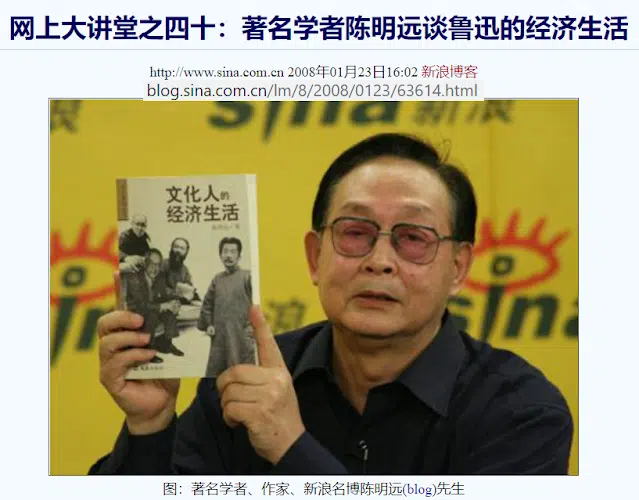 网上大讲堂之四十：著名学者陈明远谈鲁迅的经济生活
http://www.sina.com.cn 2008年01月23日16:02 新浪博客
blog.sina.com.cn/lm/8/2008/0123/63614.html
sina 新浪
文化人的
经济生活
sina
图：著名学者、作家、新浪名博陈明远(blog)先生